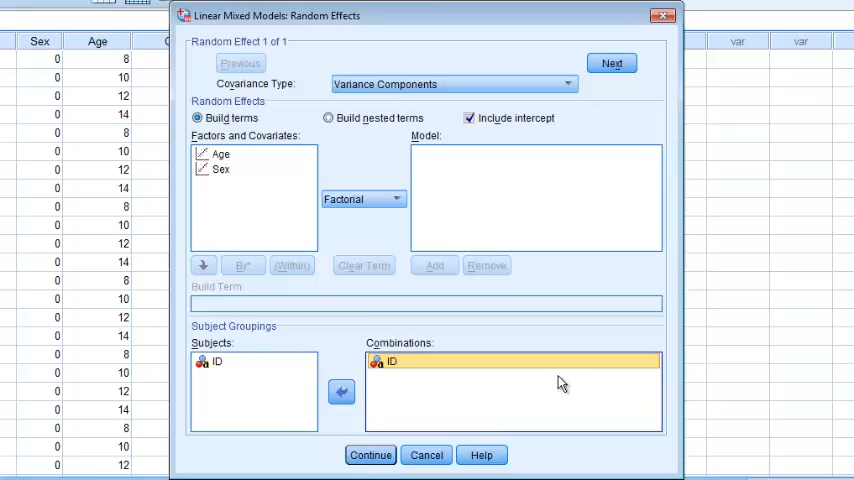 Linear Mixed Models: Random Effects
Random Effect 1 of 1
Previous
Next
Covariance Type:
Variance Components
Random Effects
Build terms
Build nested terms
Include intercept
Factors and Covariates:
Model:
Age
Sex
Factorial
By*
(Within)
Clear Term
Add
Remove
Build Term:
Subject Groupings
Subjects:
Combinations:
ID
ID
Continue
Cancel
Help
Sex Age
var var
0 8
0 10
0 12
0 14
0 8
0 10
0 12
0 14
0 8
0 10
0 12
0 14
0 8
0 10
0 12
0 14
0 8
0 10
0 12
0 14
0 8
0 10
0 12